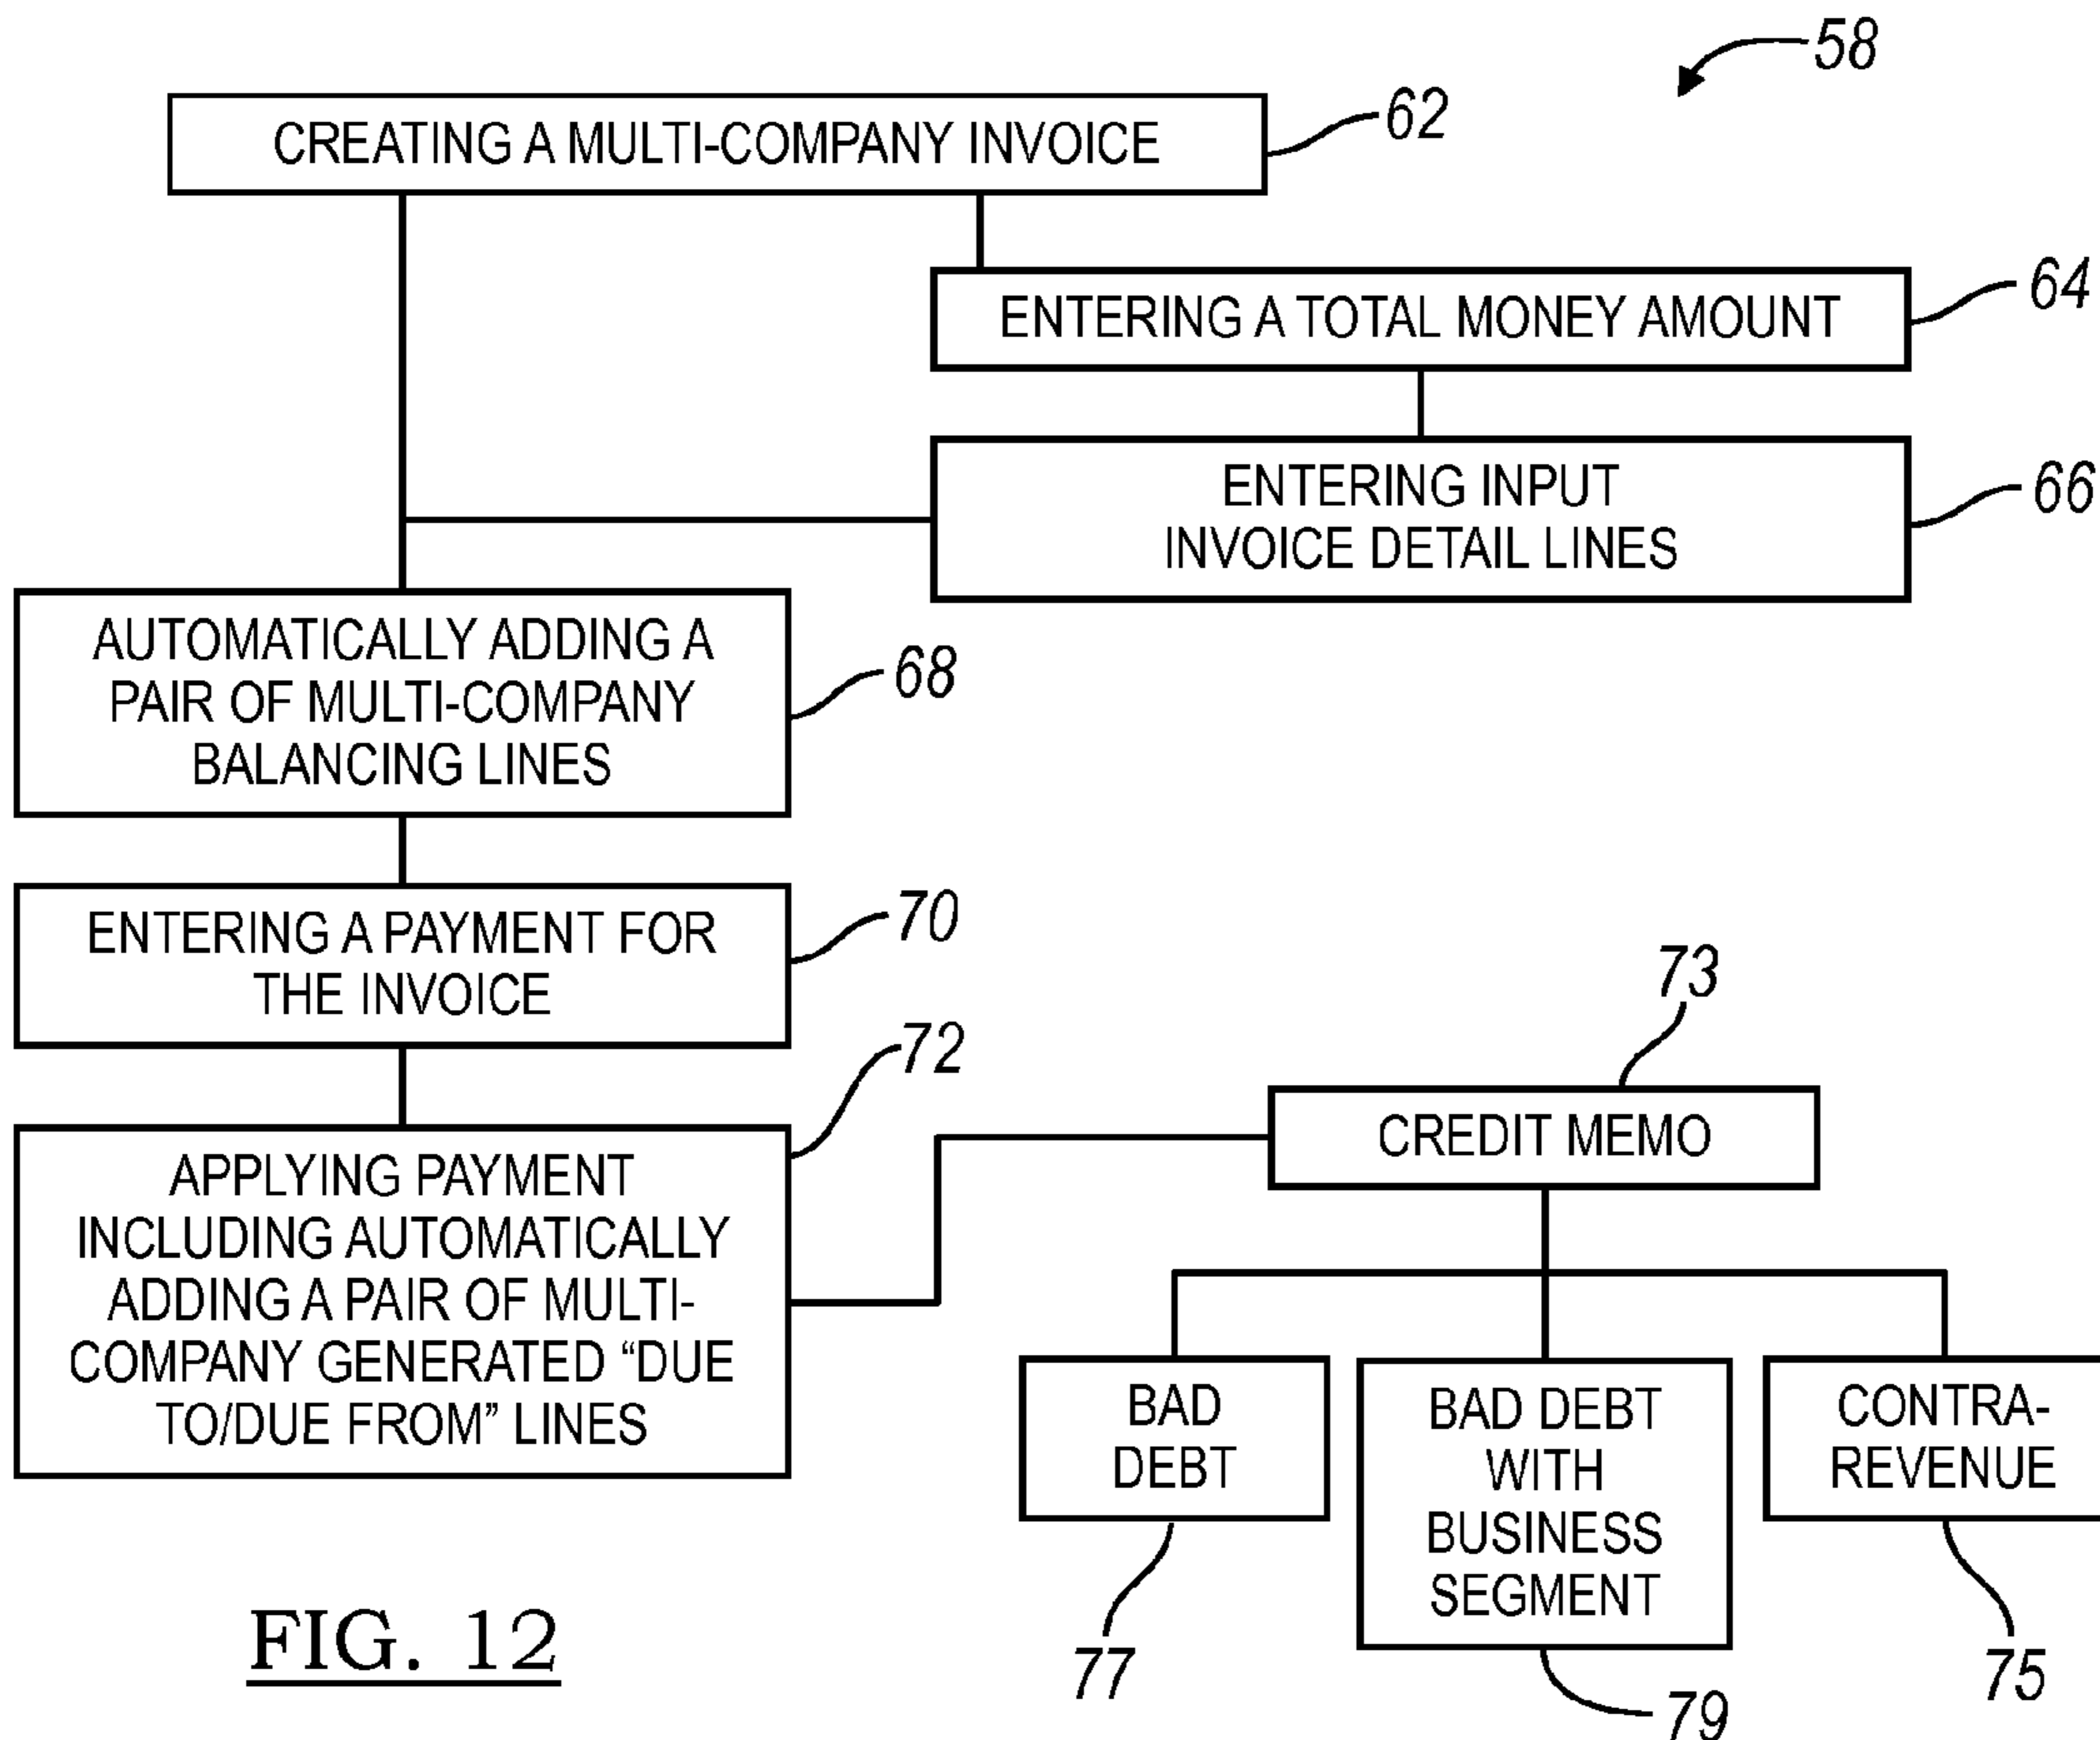 58
CREATING A MULTI-COMPANY INVOICE
62
ENTERING A TOTAL MONEY AMOUNT
64
ENTERING INPUT
INVOICE DETAIL LINES
66
AUTOMATICALLY ADDING A
PAIR OF MULTI-COMPANY
BALANCING LINES
68
ENTERING A PAYMENT FOR
THE INVOICE
70
APPLYING PAYMENT
INCLUDING AUTOMATICALLY
ADDING A PAIR OF MULTI-
COMPANY GENERATED “DUE
TO/DUE FROM” LINES
72
73
CREDIT MEMO
BAD
DEBT
77
BAD DEBT
WITH
BUSINESS
SEGMENT
79
CONTRA-
REVENUE
75
FIG. 12